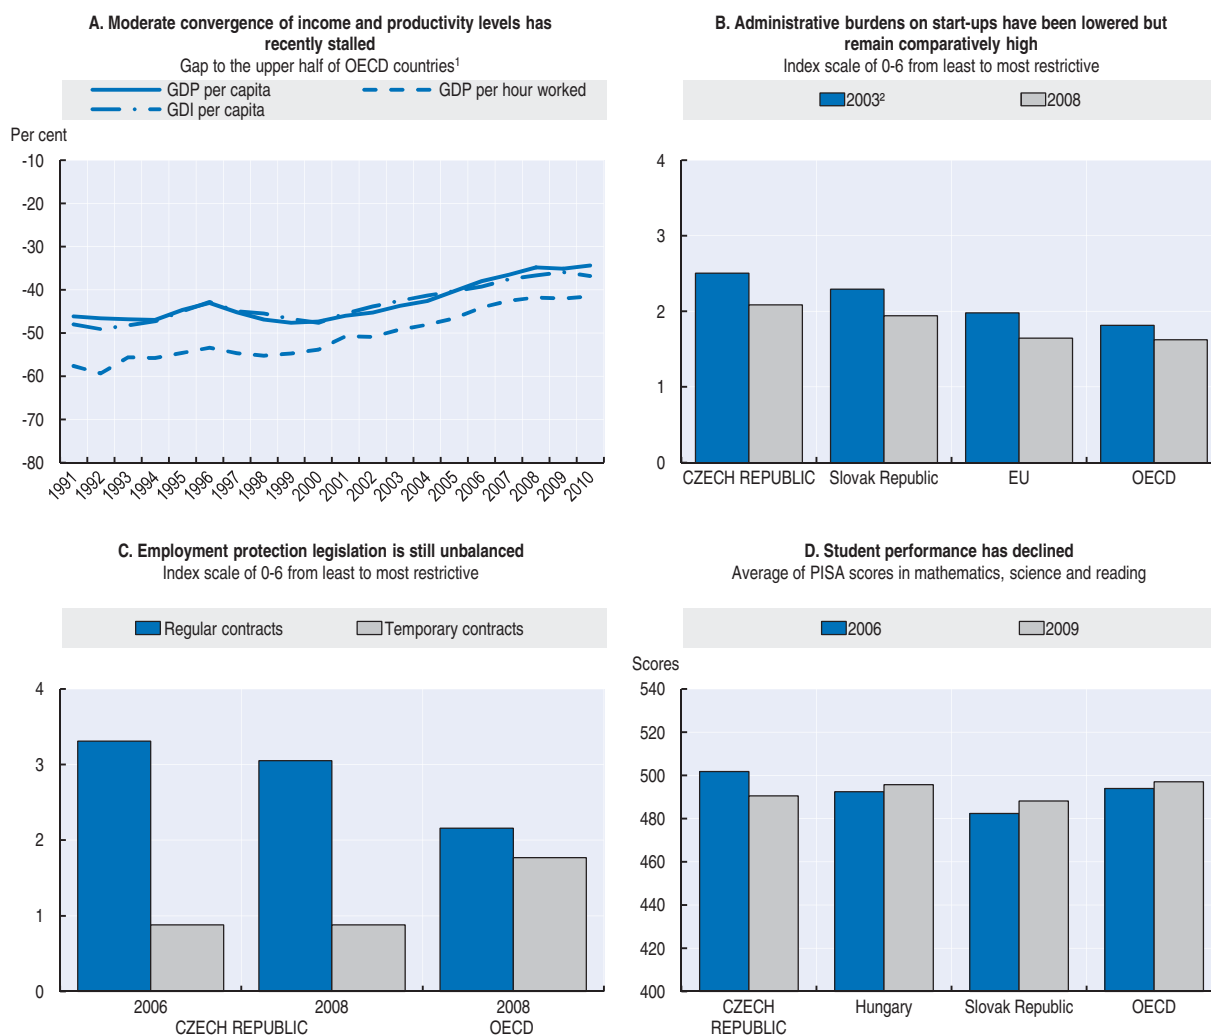 A. Moderate convergence of income and productivity levels has
recently stalled
Gap to the upper half of OECD countries¹
GDP per capita
GDP per hour worked
GDI per capita
Per cent
-10
-20
-30
-40
-50
-60
-70
-80
1991 1992 1993 1994 1995 1996 1997 1998 1999 2000 2001 2002 2003 2004 2005 2006 2007 2008 2009 2010
B. Administrative burdens on start-ups have been lowered but
remain comparatively high
Index scale of 0-6 from least to most restrictive
2003² 2008
4
3
2
1
0
CZECH REPUBLIC Slovak Republic EU OECD
C. Employment protection legislation is still unbalanced
Index scale of 0-6 from least to most restrictive
Regular contracts Temporary contracts
4
3
2
1
0
2006 2008 2008
CZECH REPUBLIC OECD
D. Student performance has declined
Average of PISA scores in mathematics, science and reading
2006 2009
Scores
540
520
500
480
460
440
420
400
CZECH Hungary Slovak Republic OECD
REPUBLIC